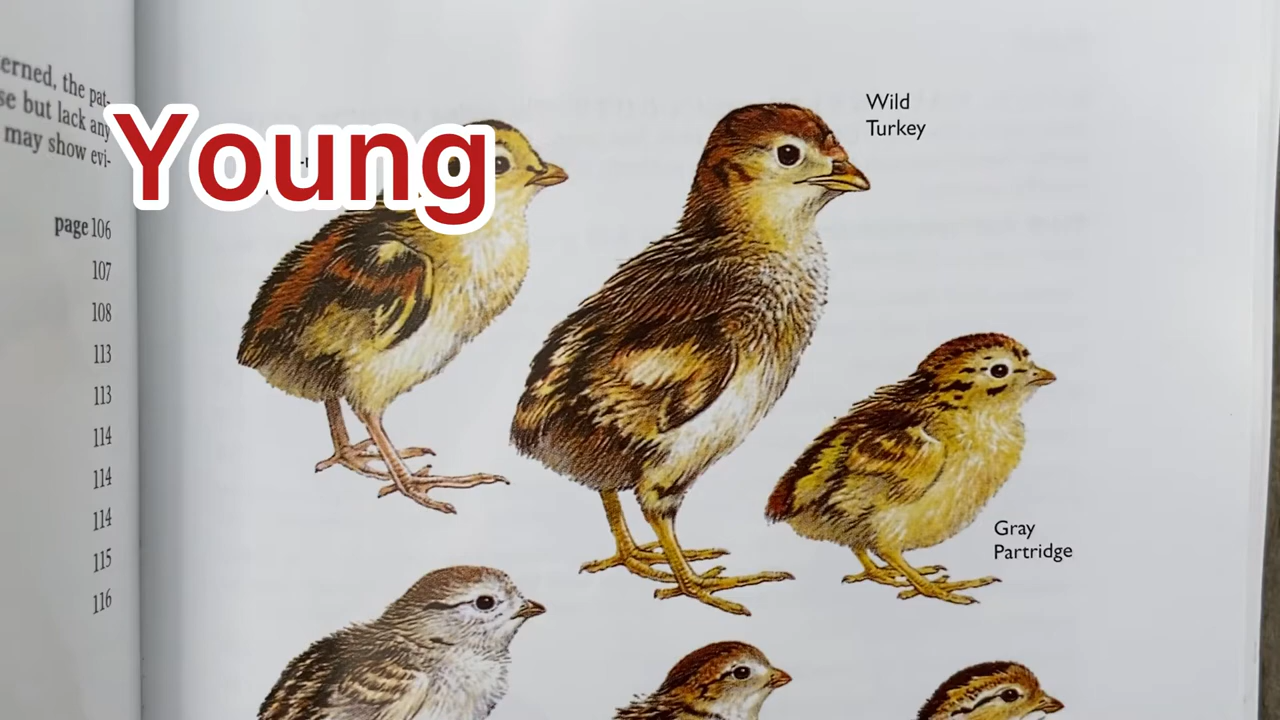 erned, the pat-
se but lack any
may show evi-
page 106
107
108
113
113
114
114
114
115
116
Young
Wild
Turkey
Gray
Partridge